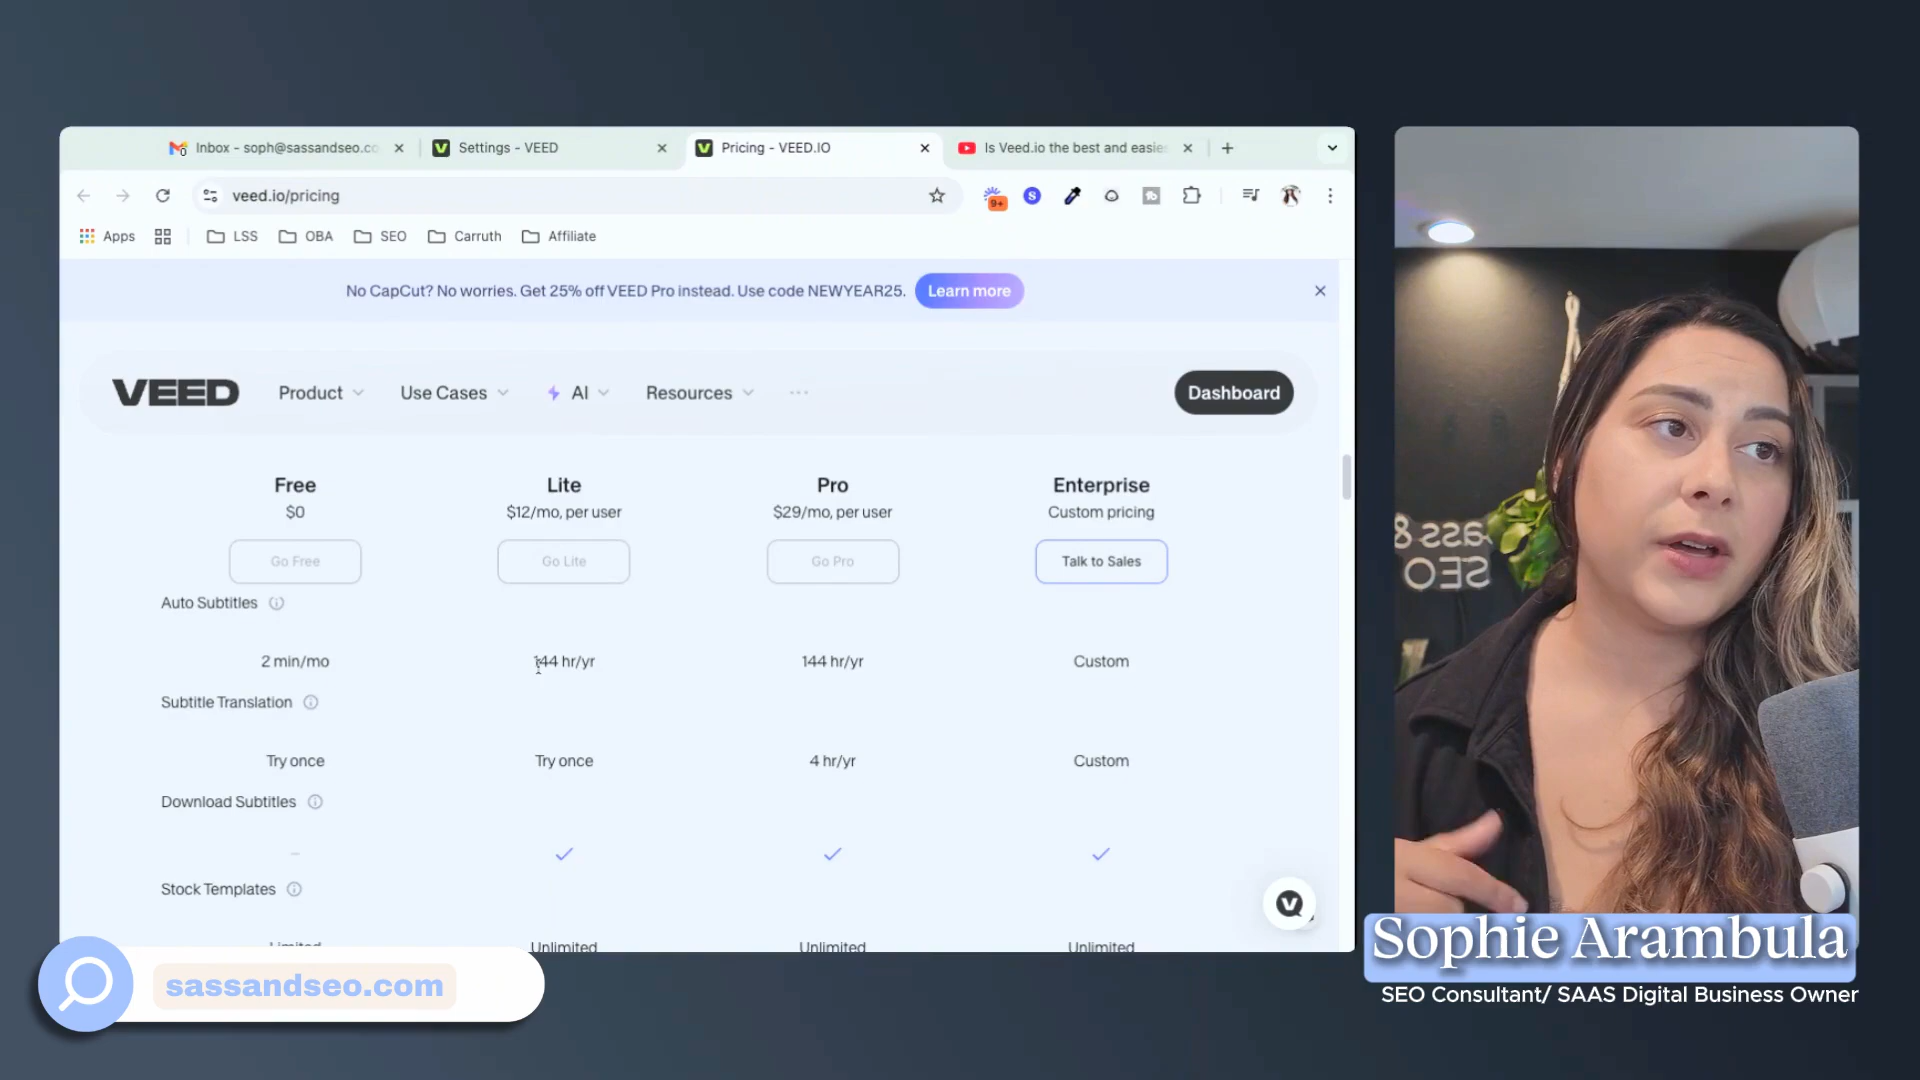 Inbox - soph@sassandseo.co
Settings - VEED
Pricing - VEED.IO
Is Veed.io the best and easies
veed.io/pricing
9+
S
Apps
LSS
OBA
SEO
Carruth
Affiliate
No CapCut? No worries. Get 25% off VEED Pro instead. Use code NEWYEAR25.
Learn more
VEED
Product
Use Cases
AI
Resources
Dashboard
Free
Lite
Pro
Enterprise
$0
$12/mo, per user
$29/mo, per user
Custom pricing
Go Free
Go Lite
Go Pro
Talk to Sales
Auto Subtitles
2 min/mo
144 hr/yr
144 hr/yr
Custom
Subtitle Translation
Try once
Try once
4 hr/yr
Custom
Download Subtitles
Stock Templates
Limited
Unlimited
Unlimited
Unlimited
sassandseo.com
ass &
SEO
Sophie Arambula
SEO Consultant/ SAAS Digital Business Owner